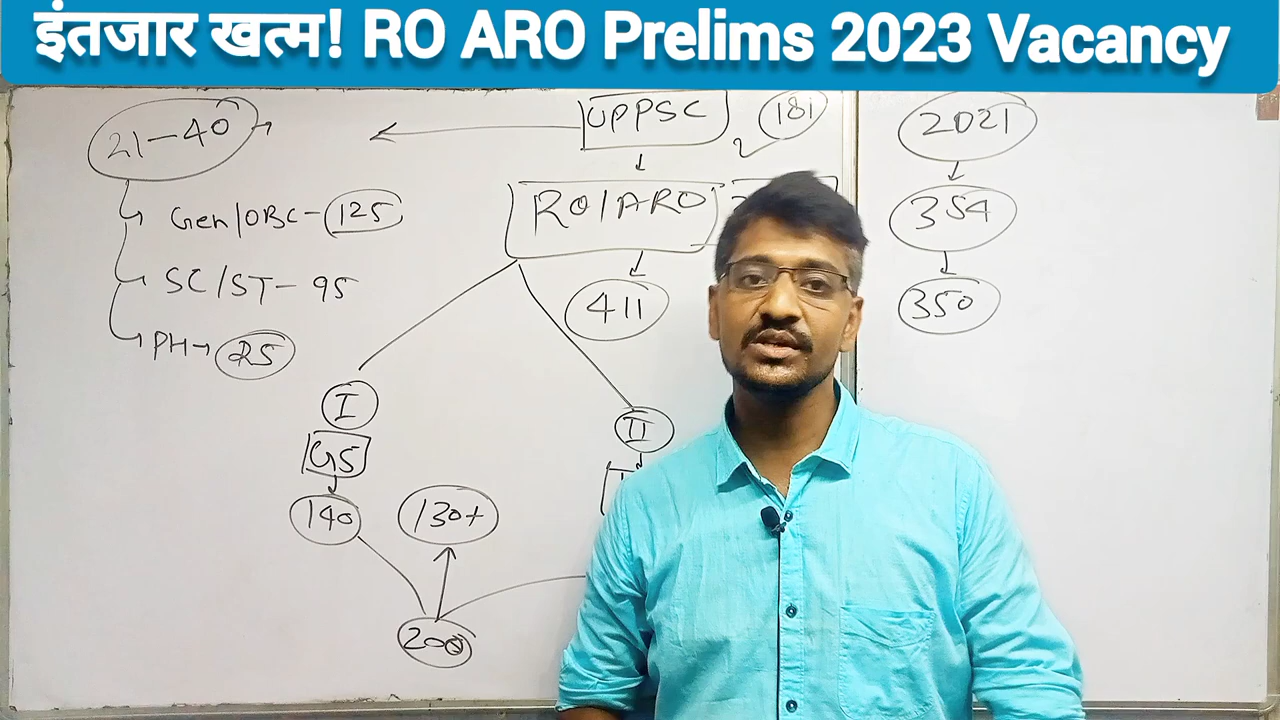 इंतजार खत्म! RO ARO Prelims 2023 Vacancy
21-40
UPPSC
181
2021
RO/ARO
354
Gen/OBC - 125
411
350
SC/ST - 95
PH → 25
I
II
GS
140
130+
200